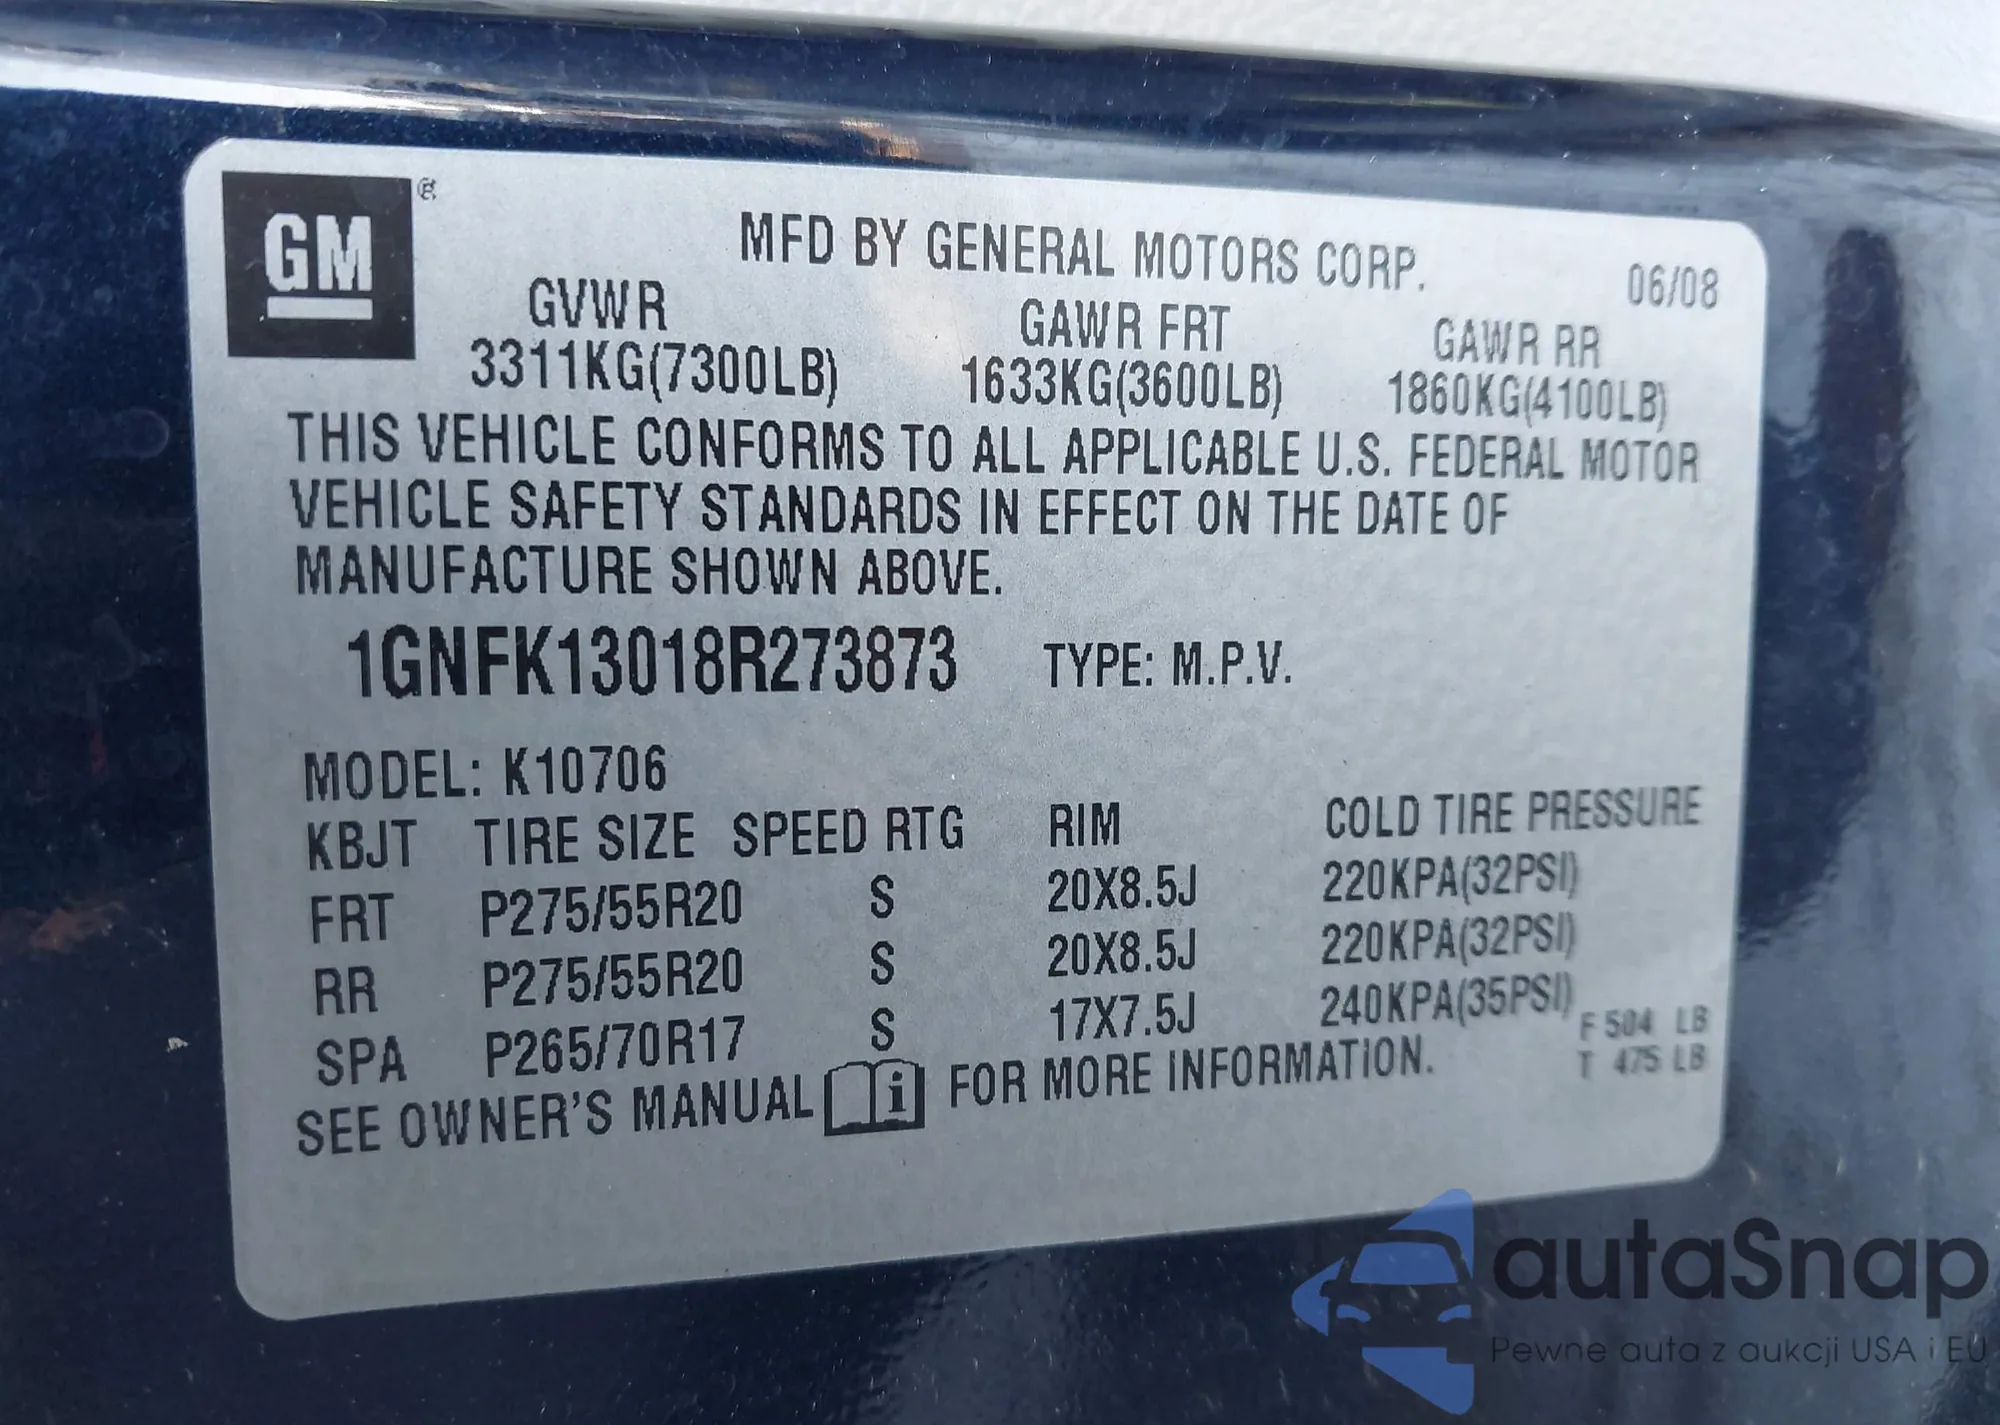 GM ®
MFD BY GENERAL MOTORS CORP.
06/08
GVWR
GAWR FRT
GAWR RR
3311KG(7300LB)
1633KG(3600LB)
1860KG(4100LB)
THIS VEHICLE CONFORMS TO ALL APPLICABLE U.S. FEDERAL MOTOR
VEHICLE SAFETY STANDARDS IN EFFECT ON THE DATE OF
MANUFACTURE SHOWN ABOVE.
1GNFK13018R273873 TYPE: M.P.V.
MODEL: K10706
KBJT TIRE SIZE SPEED RTG RIM COLD TIRE PRESSURE
FRT P275/55R20 S 20X8.5J 220KPA(32PSI)
RR P275/55R20 S 20X8.5J 220KPA(32PSI)
SPA P265/70R17 S 17X7.5J 240KPA(35PSI)
F 504 LB
T 475 LB
SEE OWNER'S MANUAL i FOR MORE INFORMATION.
autaSnap
Pewne auta z aukcji USA i EU